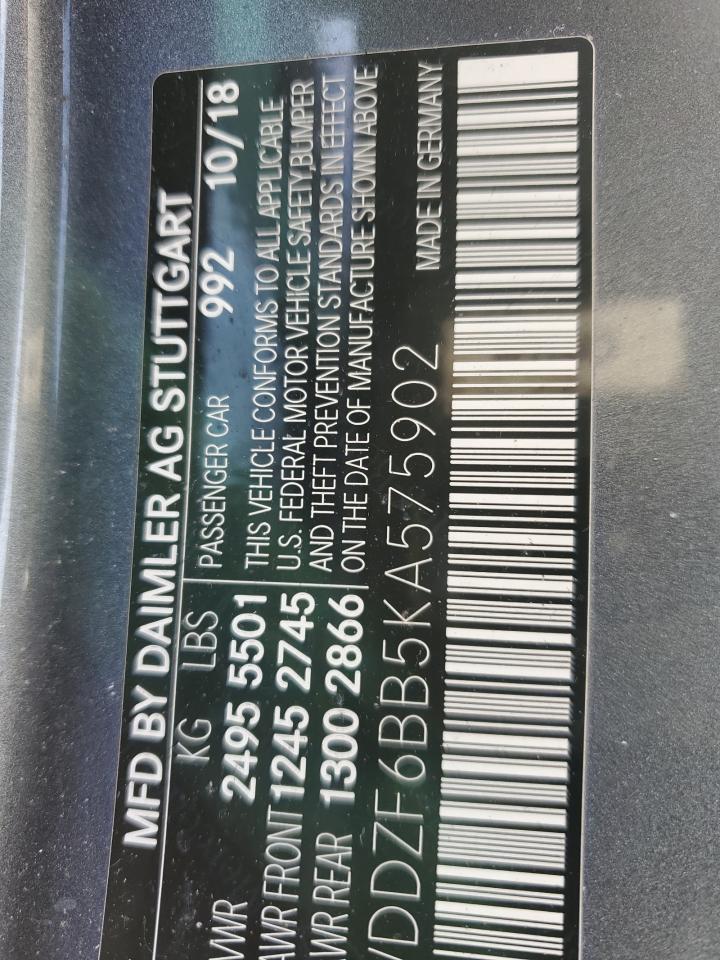 MFD BY DAIMLER AG STUTTGART
KG LBS
VWR 2495 5501
AWR FRONT 1245 2745
WR REAR 1300 2866
PASSENGER CAR 992 10/18
THIS VEHICLE CONFORMS TO ALL APPLICABLE
U.S. FEDERAL MOTOR VEHICLE SAFETY,BUMPER
AND THEFT PREVENTION STANDARDS IN EFFECT
ON THE DATE OF MANUFACTURE SHOWN ABOVE
DDZF6BB5KA575902
MADE IN GERMANY